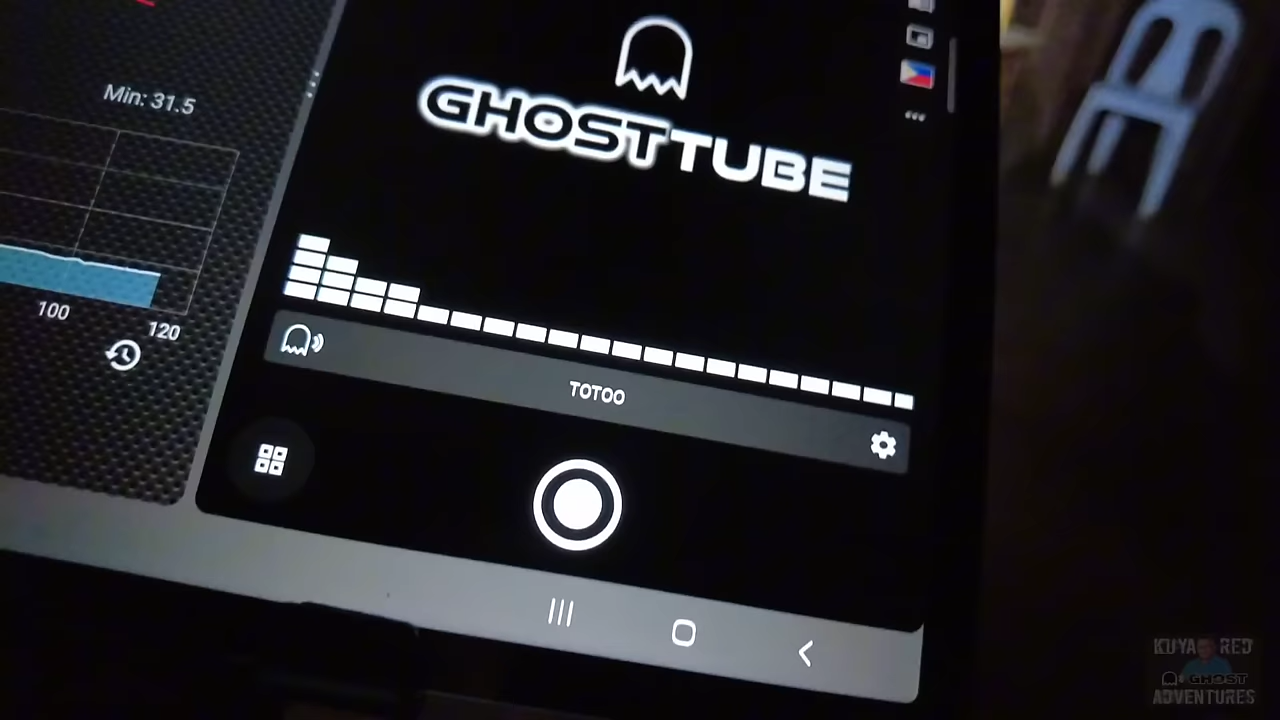 Min: 31.5
100
120
GHOSTTUBE
TOTOO
KUYA RED
GHOST
ADVENTURES